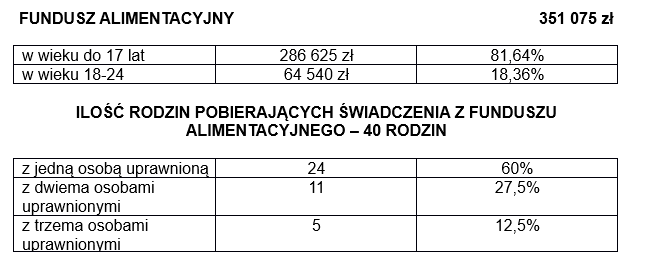 FUNDUSZ ALIMENTACYJNY 351 075 zł
w wieku do 17 lat 286 625 zł 81,64%
w wieku 18-24 64 540 zł 18,36%
ILOŚĆ RODZIN POBIERAJĄCYCH ŚWIADCZENIA Z FUNDUSZU
ALIMENTACYJNEGO – 40 RODZIN
z jedną osobą uprawnioną 24 60%
z dwiema osobami 11 27,5%
uprawnionymi
z trzema osobami 5 12,5%
uprawnionymi